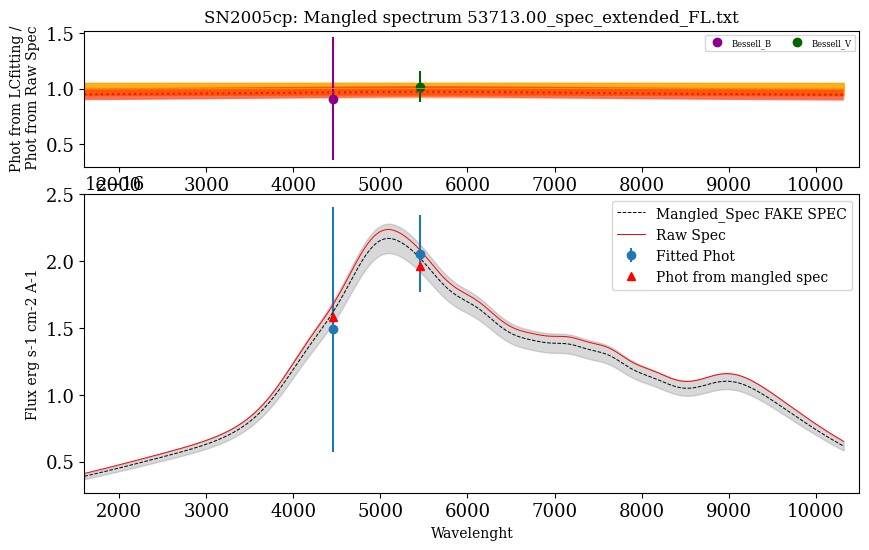 SN2005cp: Mangled spectrum 53713.00_spec_extended_FL.txt
Phot from LCfitting /
Phot from Raw Spec
1.5
1.0
0.5
Bessell_B
Bessell_V
2000 3000 4000 5000 6000 7000 8000 9000 10000
1e−16
Flux erg s-1 cm-2 A-1
2.5
2.0
1.5
1.0
0.5
Mangled_Spec FAKE SPEC
Raw Spec
Fitted Phot
Phot from mangled spec
2000 3000 4000 5000 6000 7000 8000 9000 10000
Wavelenght